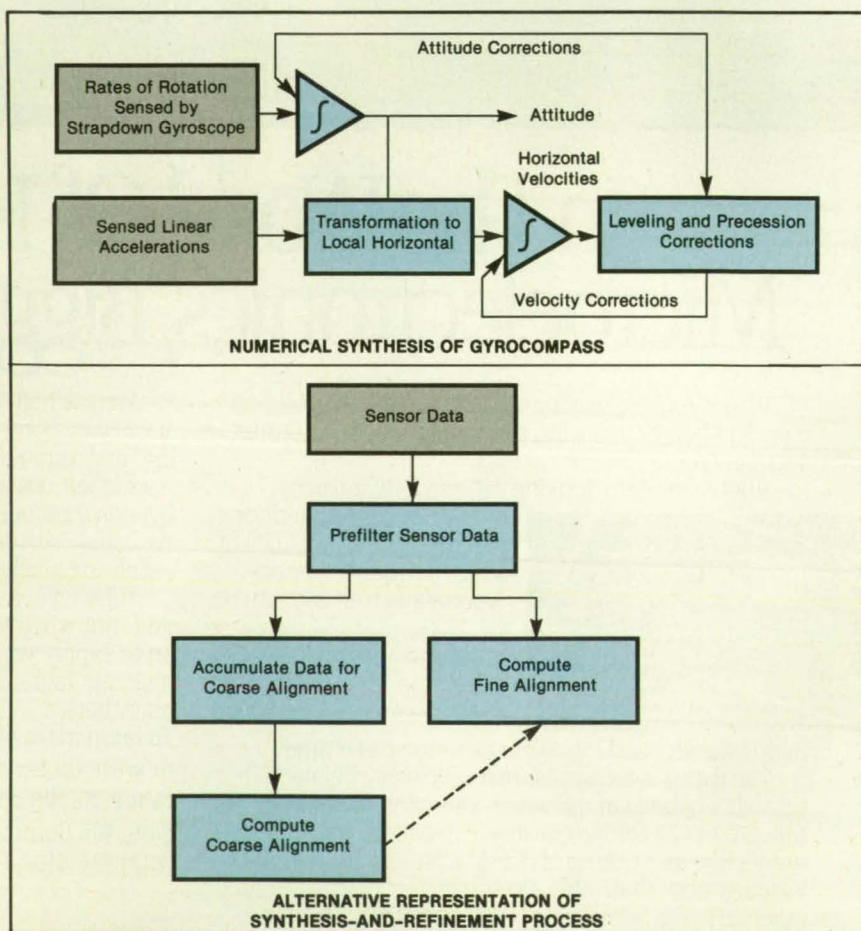 Attitude Corrections
Rates of Rotation
Sensed by
Strapdown Gyroscope
∫
Attitude
Horizontal
Velocities
Sensed Linear
Accelerations
Transformation to
Local Horizontal
∫
Leveling and Precession
Corrections
Velocity Corrections
NUMERICAL SYNTHESIS OF GYROCOMPASS
Sensor Data
Prefilter Sensor Data
Accumulate Data for
Coarse Alignment
Compute
Fine Alignment
Compute
Coarse Alignment
ALTERNATIVE REPRESENTATION OF
SYNTHESIS-AND-REFINEMENT PROCESS